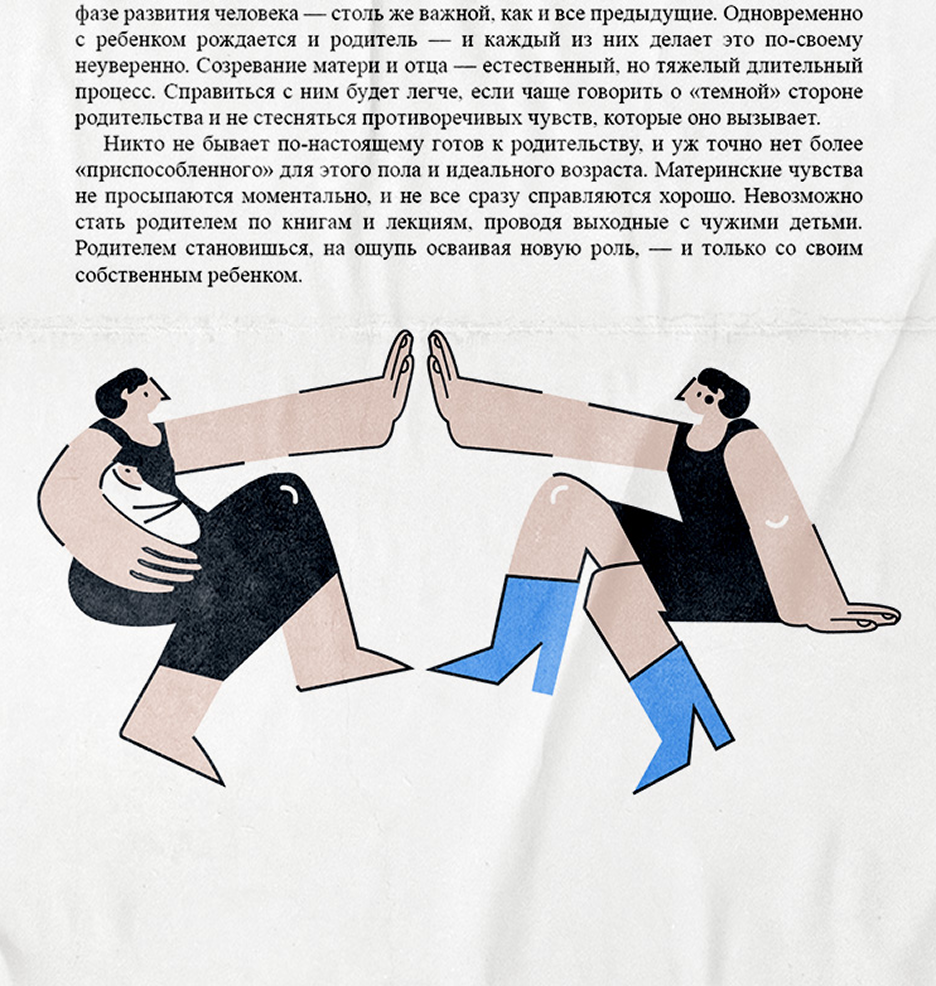 фазе развития человека — столь же важной, как и все предыдущие. Одновременно
с ребенком рождается и родитель — и каждый из них делает это по-своему
неуверенно. Созревание матери и отца — естественный, но тяжелый длительный
процесс. Справиться с ним будет легче, если чаще говорить о «темной» стороне
родительства и не стесняться противоречивых чувств, которые оно вызывает.
Никто не бывает по-настоящему готов к родительству, и уж точно нет более
«приспособленного» для этого пола и идеального возраста. Материнские чувства
не просыпаются моментально, и не все сразу справляются хорошо. Невозможно
стать родителем по книгам и лекциям, проводя выходные с чужими детьми.
Родителем становишься, на ощупь осваивая новую роль, — и только со своим
собственным ребенком.